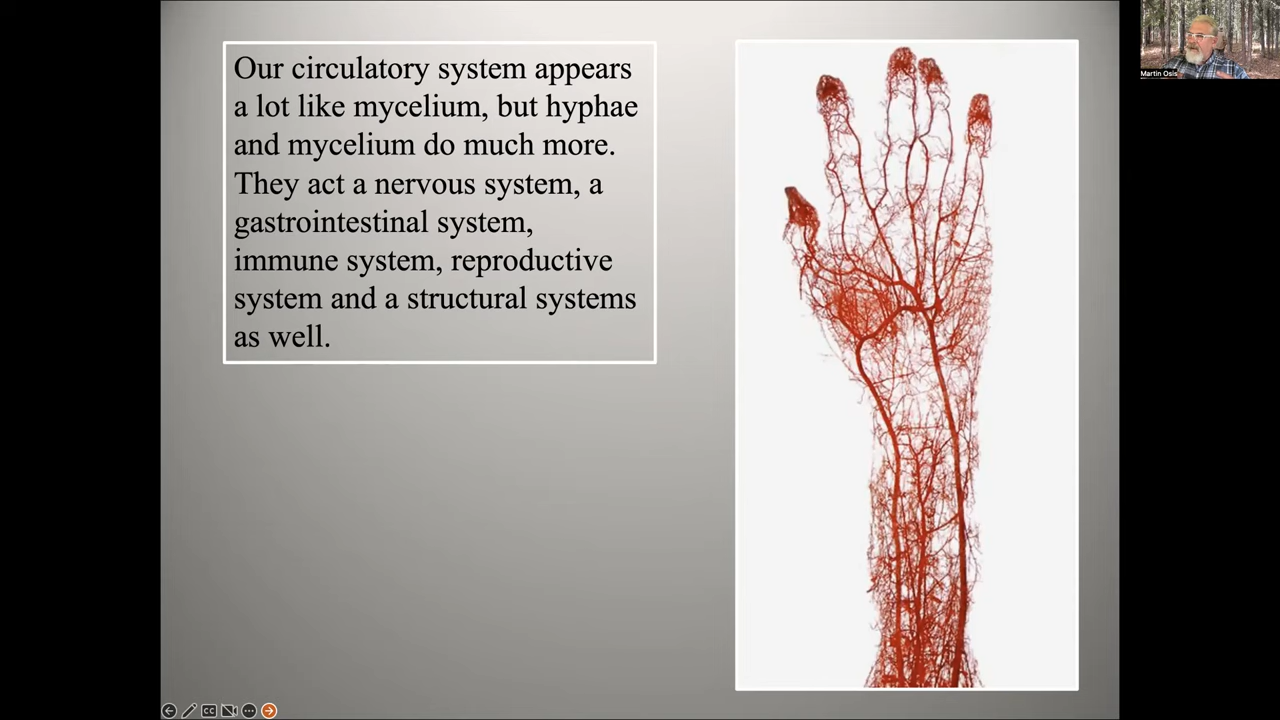 Our circulatory system appears
a lot like mycelium, but hyphae
and mycelium do much more.
They act a nervous system, a
gastrointestinal system,
immune system, reproductive
system and a structural systems
as well.
Martin Osis
CC